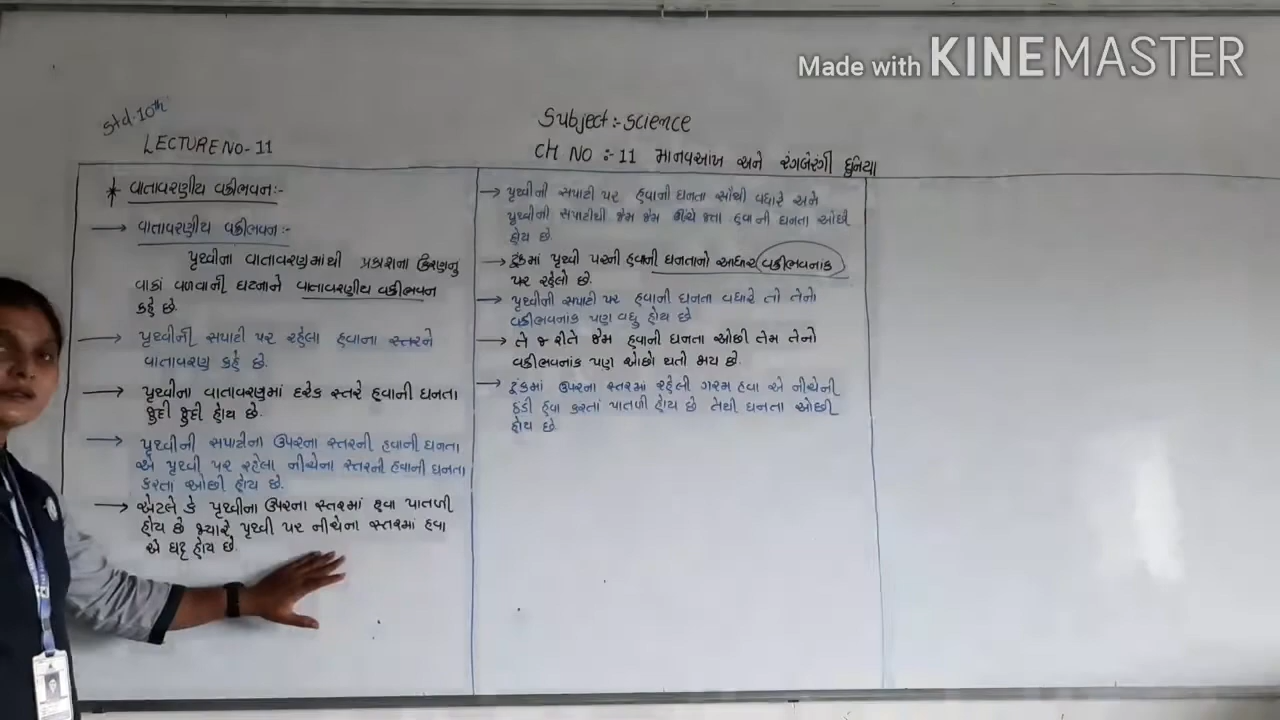 Made with KINEMASTER
Std. 10th
LECTURE NO - 11
Subject :- Science
CH NO :- 11 માનવઆંખ અને રંગબેરંગી દુનિયા
* વાતાવરણીય વક્રીભવન :-
→ વાતાવરણીય વક્રીભવન :-
પૃથ્વીના વાતાવરણમાંથી પ્રકાશના કિરણનુ
વાકાં વળવાની ઘટનાને વાતાવરણીય વક્રીભવન
કહે છે.
→ પૃથ્વીની સપાટી પર રહેલા હવાના સ્તરને
વાતાવરણ કહે છે.
→ પૃથ્વીના વાતાવરણમાં દરેક સ્તરે હવાની ઘનતા
જુદી જુદી હોય છે.
→ પૃથ્વીની સપાટીના ઉપરના સ્તરની હવાની ઘનતા
એ પૃથ્વી પર રહેલા નીચેના સ્તરની હવાની ઘનતા
કરતા ઓછી હોય છે.
→ એટલે કે પૃથ્વીના ઉપરના સ્તરમાં હવા પાતળી
હોય છે જ્યારે પૃથ્વી પર નીચેના સ્તરમાં હવા
એ ઘટ્ટ હોય છે.
→ પૃથ્વીની સપાટી પર હવાની ઘનતા સૌથી વધારે અને
પૃથ્વીની સપાટીથી જેમ જેમ ઊંચે જતા હવાની ઘનતા ઓછી
હોય છે.
→ ટૂંકમાં પૃથ્વી પરની હવાની ઘનતાનો આધાર વક્રીભવનાંક
પર રહેલો છે.
→ પૃથ્વીની સપાટી પર હવાની ઘનતા વધારે તો તેનો
વક્રીભવનાંક પણ વધુ હોય છે
→ તે જ રીતે જેમ હવાની ઘનતા ઓછી તેમ તેનો
વક્રીભવનાંક પણ ઓછો થતો જાય છે.
→ ટૂંકમાં ઉપરના સ્તરમાં રહેલી ગરમ હવા એ નીચેની
ઠંડી હવા કરતાં પાતળી હોય છે તેથી ઘનતા ઓછી
હોય છે.